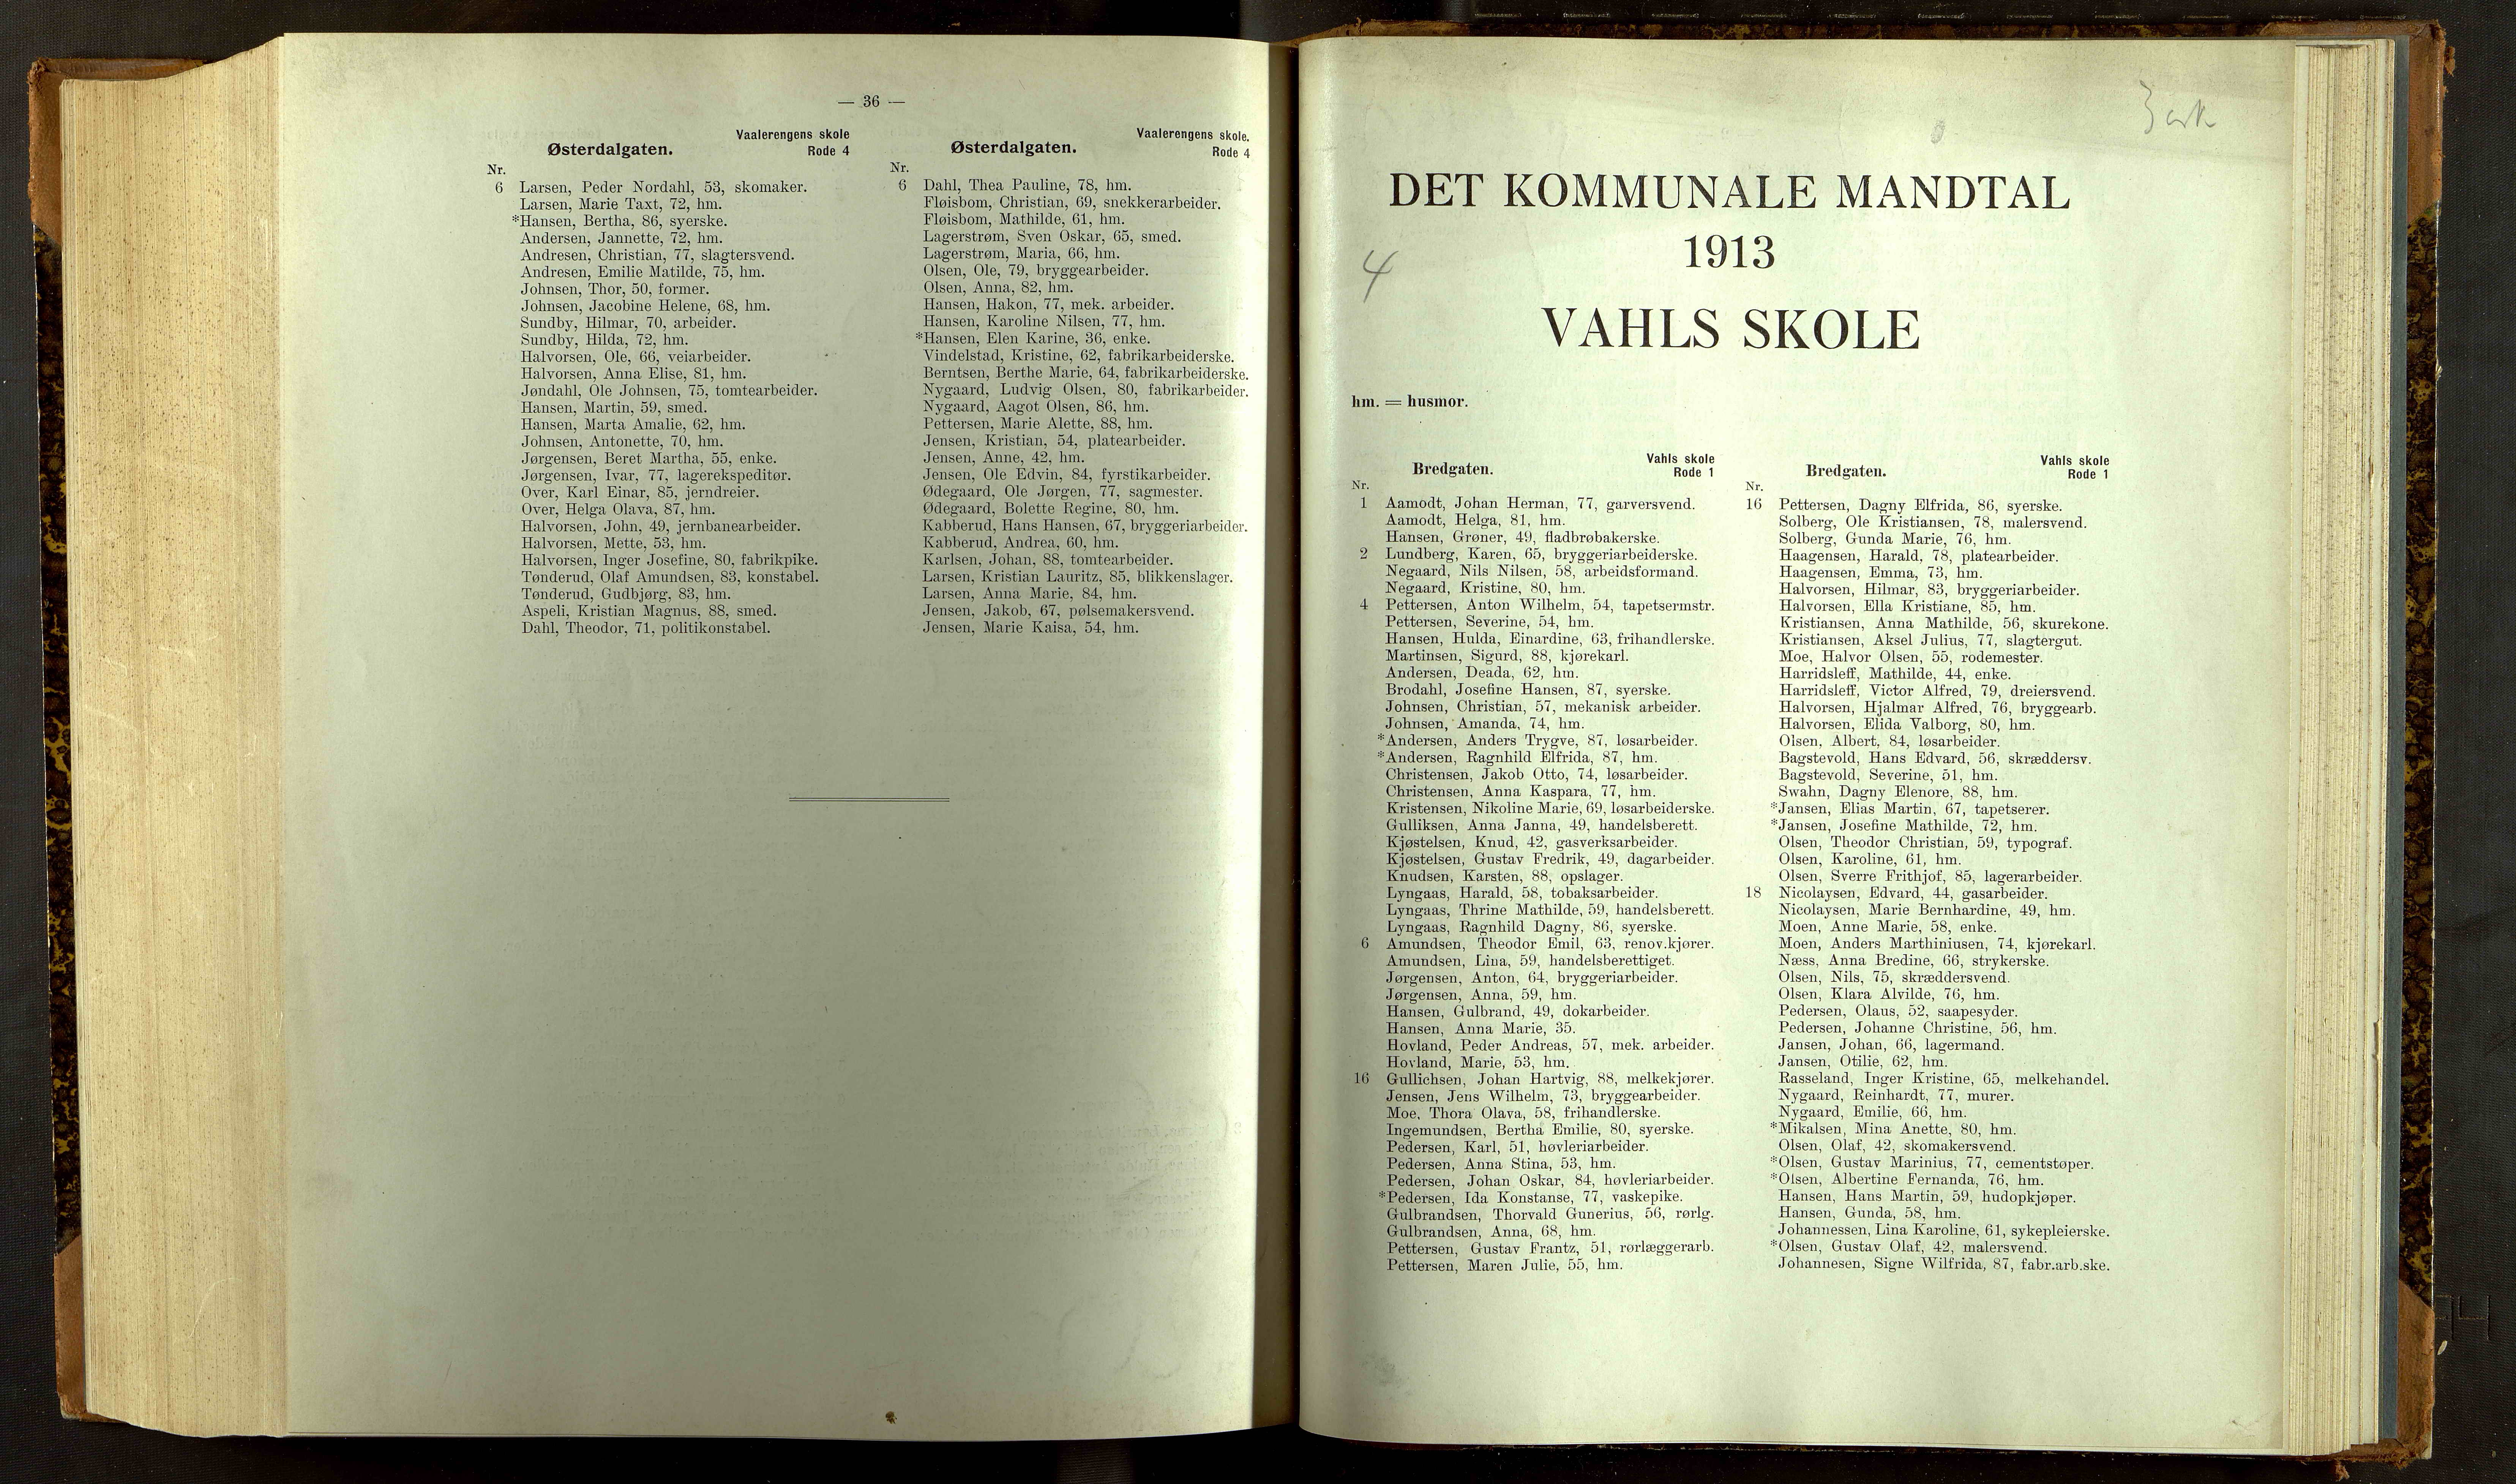 — 36 —
Østerdalgaten.
Vaalerengens skole
Rode 4
Nr.
6 Larsen, Peder Nordahl, 53, skomaker.
Larsen, Marie Taxt, 72, hm.
*Hansen, Bertha, 86, syerske.
Andersen, Jannette, 72, hm.
Andresen, Christian, 77, slagtersvend.
Andresen, Emilie Matilde, 75, hm.
Johnsen, Thor, 50, former.
Johnsen, Jacobine Helene, 68, hm.
Sundby, Hilmar, 70, arbeider.
Sundby, Hilda, 72, hm.
Halvorsen, Ole, 66, veiarbeider.
Halvorsen, Anna Elise, 81, hm.
Jøndahl, Ole Johnsen, 75, tomtearbeider.
Hansen, Martin, 59, smed.
Hansen, Marta Amalie, 62, hm.
Johnsen, Antonette, 70, hm.
Jørgensen, Beret Martha, 55, enke.
Jørgensen, Ivar, 77, lagerekspeditør.
Over, Karl Einar, 85, jerndreier.
Over, Helga Olava, 87, hm.
Halvorsen, John, 49, jernbanearbeider.
Halvorsen, Mette, 53, hm.
Halvorsen, Inger Josefine, 80, fabrikpike.
Tønderud, Olaf Amundsen, 83, konstabel.
Tønderud, Gudbjørg, 83, hm.
Aspeli, Kristian Magnus, 88, smed.
Dahl, Theodor, 71, politikonstabel.
Østerdalgaten.
Vaalerengens skole.
Rode 4
Nr.
6 Dahl, Thea Pauline, 78, hm.
Fløisbom, Christian, 69, snekkerarbeider.
Fløisbom, Mathilde, 61, hm.
Lagerstrøm, Sven Oskar, 65, smed.
Lagerstrøm, Maria, 66, hm.
Olsen, Ole, 79, bryggearbeider.
Olsen, Anna, 82, hm.
Hansen, Hakon, 77, mek. arbeider.
Hansen, Karoline Nilsen, 77, hm.
*Hansen, Elen Karine, 36, enke.
Vindelstad, Kristine, 62, fabrikarbeiderske.
Berntsen, Berthe Marie, 64, fabrikarbeiderske.
Nygaard, Ludvig Olsen, 80, fabrikarbeider.
Nygaard, Aagot Olsen, 86, hm.
Pettersen, Marie Alette, 88, hm.
Jensen, Kristian, 54, platearbeider.
Jensen, Anne, 42, hm.
Jensen, Ole Edvin, 84, fyrstikarbeider.
Ødegaard, Ole Jørgen, 77, sagmester.
Ødegaard, Bolette Regine, 80, hm.
Kabberud, Hans Hansen, 67, bryggeriarbeider.
Kabberud, Andrea, 60, hm.
Karlsen, Johan, 88, tomtearbeider.
Larsen, Kristian Lauritz, 85, blikkenslager.
Larsen, Anna Marie, 84, hm.
Jensen, Jakob, 67, pølsemakersvend.
Jensen, Marie Kaisa, 54, hm.
3 ark
DET KOMMUNALE MANDTAL
1913
4
VAHLS SKOLE
hm. = husmor.
Bredgaten.
Vahls skole
Rode 1
Nr.
1 Aamodt, Johan Herman, 77, garversvend.
Aamodt, Helga, 81, hm.
Hansen, Grøner, 49, fladbrøbakerske.
2 Lundberg, Karen, 65, bryggeriarbeiderske.
Negaard, Nils Nilsen, 58, arbeidsformand.
Negaard, Kristine, 80, hm.
4 Pettersen, Anton Wilhelm, 54, tapetsermstr.
Pettersen, Severine, 54, hm.
Hansen, Hulda, Einardine, 63, frihandlerske.
Martinsen, Sigurd, 88, kjørekarl.
Andersen, Deada, 62, hm.
Brodahl, Josefine Hansen, 87, syerske.
Johnsen, Christian, 57, mekanisk arbeider.
Johnsen, Amanda, 74, hm.
*Andersen, Anders Trygve, 87, løsarbeider.
*Andersen, Ragnhild Elfrida, 87, hm.
Christensen, Jakob Otto, 74, løsarbeider.
Christensen, Anna Kaspara, 77, hm.
Kristensen, Nikoline Marie, 69, løsarbeiderske.
Gulliksen, Anna Janna, 49, handelsberett.
Kjøstelsen, Knud, 42, gasverksarbeider.
Kjøstelsen, Gustav Fredrik, 49, dagarbeider.
Knudsen, Karsten, 88, opslager.
Lyngaas, Harald, 58, tobaksarbeider.
Lyngaas, Thrine Mathilde, 59, handelsberett.
Lyngaas, Ragnhild Dagny, 86, syerske.
6 Amundsen, Theodor Emil, 63, renov.kjører.
Amundsen, Lina, 59, handelsberettiget.
Jørgensen, Anton, 64, bryggeriarbeider.
Jørgensen, Anna, 59, hm.
Hansen, Gulbrand, 49, dokarbeider.
Hansen, Anna Marie, 35.
Hovland, Peder Andreas, 57, mek. arbeider.
Hovland, Marie, 53, hm.
16 Gullichsen, Johan Hartvig, 88, melkekjører.
Jensen, Jens Wilhelm, 73, bryggearbeider.
Moe, Thora Olava, 58, frihandlerske.
Ingemundsen, Bertha Emilie, 80, syerske.
Pedersen, Karl, 51, høvleriarbeider.
Pedersen, Anna Stina, 53, hm.
Pedersen, Johan Oskar, 84, høvleriarbeider.
*Pedersen, Ida Konstanse, 77, vaskepike.
Gulbrandsen, Thorvald Gunerius, 56, rørlg.
Gulbrandsen, Anna, 68, hm.
Pettersen, Gustav Frantz, 51, rørlæggerarb.
Pettersen, Maren Julie, 55, hm.
Bredgaten.
Vahls skole
Rode 1
Nr.
16 Pettersen, Dagny Elfrida, 86, syerske.
Solberg, Ole Kristiansen, 78, malersvend.
Solberg, Gunda Marie, 76, hm.
Haagensen, Harald, 78, platearbeider.
Haagensen, Emma, 73, hm.
Halvorsen, Hilmar, 83, bryggeriarbeider.
Halvorsen, Ella Kristiane, 85, hm.
Kristiansen, Anna Mathilde, 56, skurekone.
Kristiansen, Aksel Julius, 77, slagtergut.
Moe, Halvor Olsen, 55, rodemester.
Harridsleff, Mathilde, 44, enke.
Harridsleff, Victor Alfred, 79, dreiersvend.
Halvorsen, Hjalmar Alfred, 76, bryggearb.
Halvorsen, Elida Valborg, 80, hm.
Olsen, Albert, 84, løsarbeider.
Bagstevold, Hans Edvard, 56, skræddersv.
Bagstevold, Severine, 51, hm.
Swahn, Dagny Elenore, 88, hm.
*Jansen, Elias Martin, 67, tapetserer.
*Jansen, Josefine Mathilde, 72, hm.
Olsen, Theodor Christian, 59, typograf.
Olsen, Karoline, 61, hm.
Olsen, Sverre Frithjof, 85, lagerarbeider.
18 Nicolaysen, Edvard, 44, gasarbeider.
Nicolaysen, Marie Bernhardine, 49, hm.
Moen, Anne Marie, 58, enke.
Moen, Anders Marthiniusen, 74, kjørekarl.
Næss, Anna Bredine, 66, strykerske.
Olsen, Nils, 75, skræddersvend.
Olsen, Klara Alvilde, 76, hm.
Pedersen, Olaus, 52, saapesyder.
Pedersen, Johanne Christine, 56, hm.
Jansen, Johan, 66, lagermand.
Jansen, Otilie, 62, hm.
Rasseland, Inger Kristine, 65, melkehandel.
Nygaard, Reinhardt, 77, murer.
Nygaard, Emilie, 66, hm.
*Mikalsen, Mina Anette, 80, hm.
Olsen, Olaf, 42, skomakersvend.
*Olsen, Gustav Marinius, 77, cementstøper.
*Olsen, Albertine Fernanda, 76, hm.
Hansen, Hans Martin, 59, hudopkjøper.
Hansen, Gunda, 58, hm.
Johannessen, Lina Karoline, 61, sykepleierske.
*Olsen, Gustav Olaf, 42, malersvend.
Johannesen, Signe Wilfrida, 87, fabr.arb.ske.